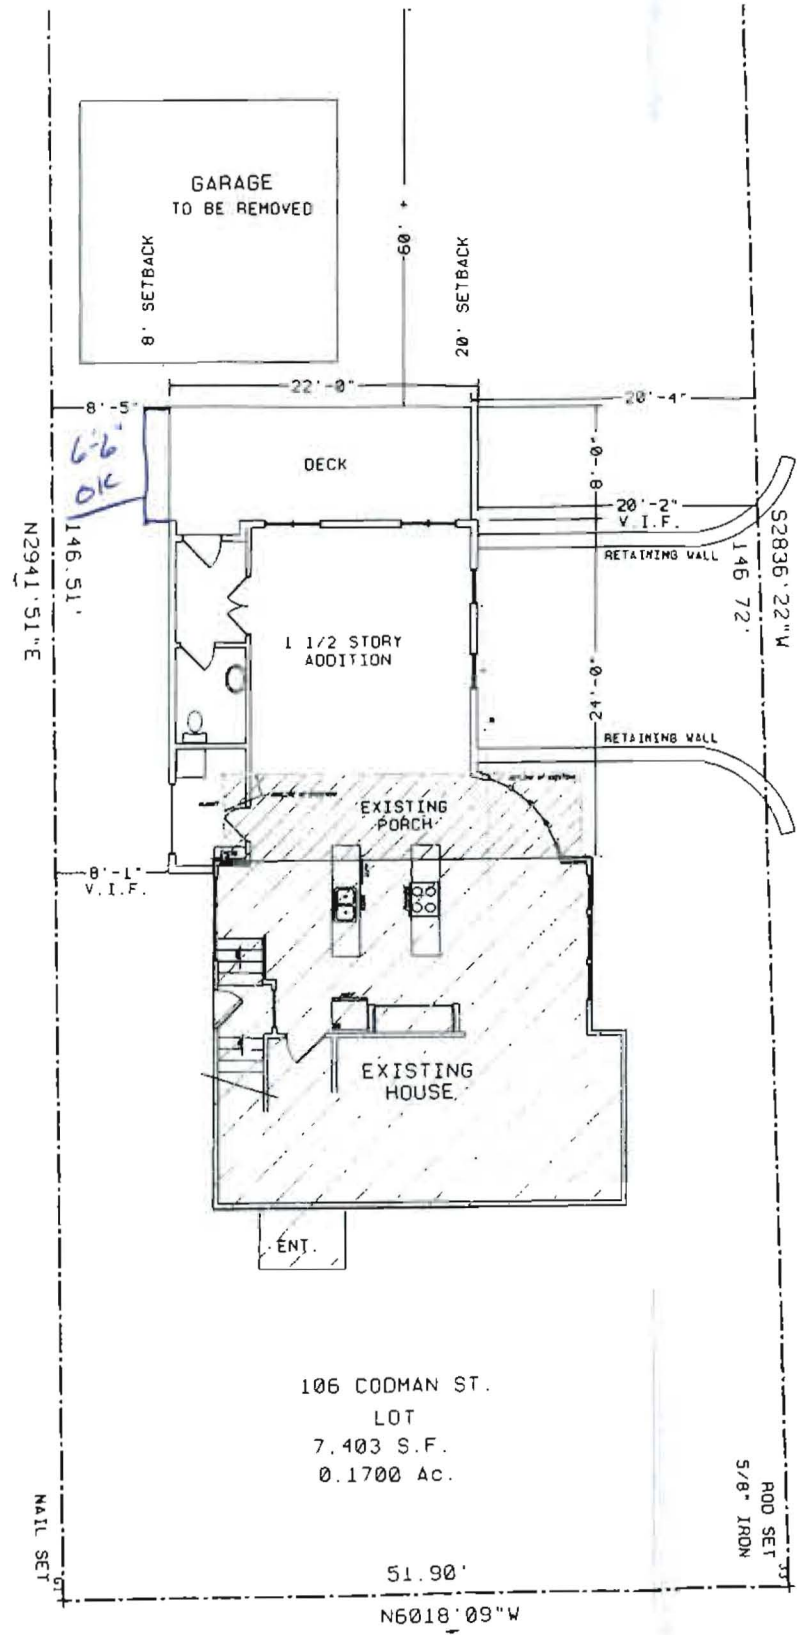 GARAGE
TO BE REMOVED
8' SETBACK
60' +
20' SETBACK
22'-0"
8'-5"
20'-4"
6'-6"
OK
DECK
8'-0"
20'-2"
V.I.F.
RETAINING WALL
N2941'51"E
146.51'
S2836'22"W
146 72'
1 1/2 STORY
ADDITION
24'-0"
RETAINING WALL
EXISTING
PORCH
8'-1"
V.I.F.
EXISTING
HOUSE
ENT.
106 CODMAN ST.
LOT
7,403 S.F.
0.1700 Ac.
NAIL SET
5/8" IRON
ROD SET
51.90'
N6018'09"W